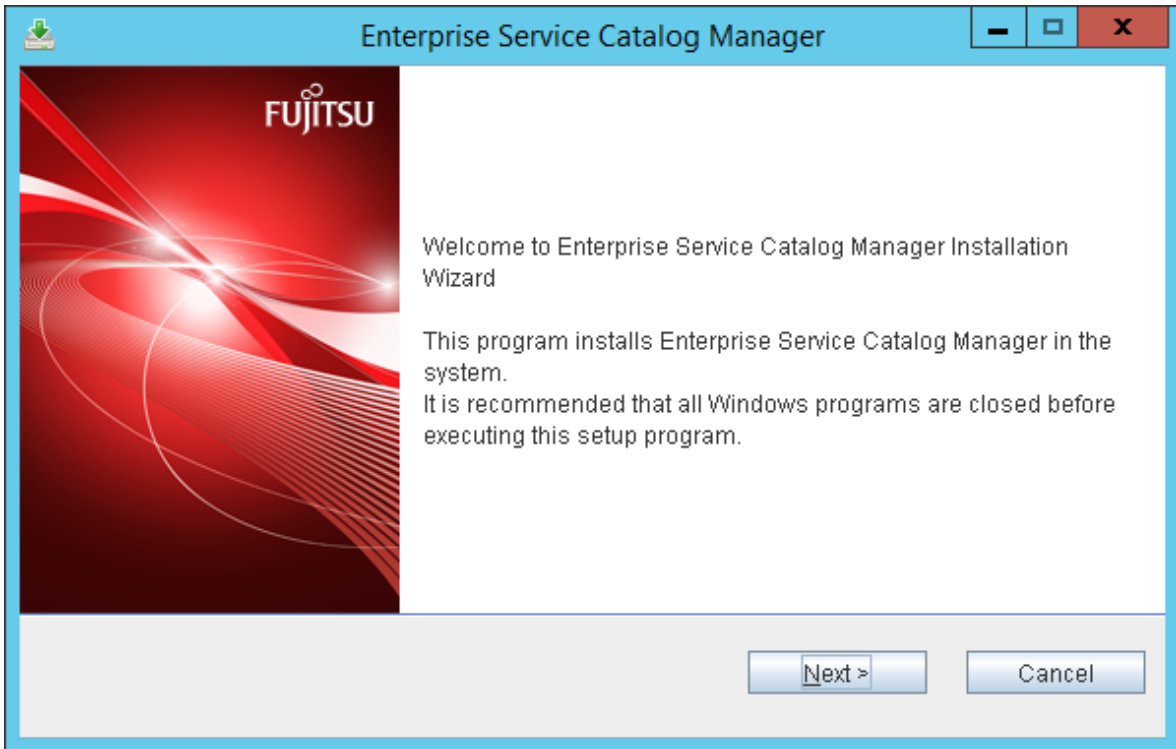 Enterprise Service Catalog Manager
FUJITSU
Welcome to Enterprise Service Catalog Manager Installation
Wizard
This program installs Enterprise Service Catalog Manager in the
system.
It is recommended that all Windows programs are closed before
executing this setup program.
Next >
Cancel